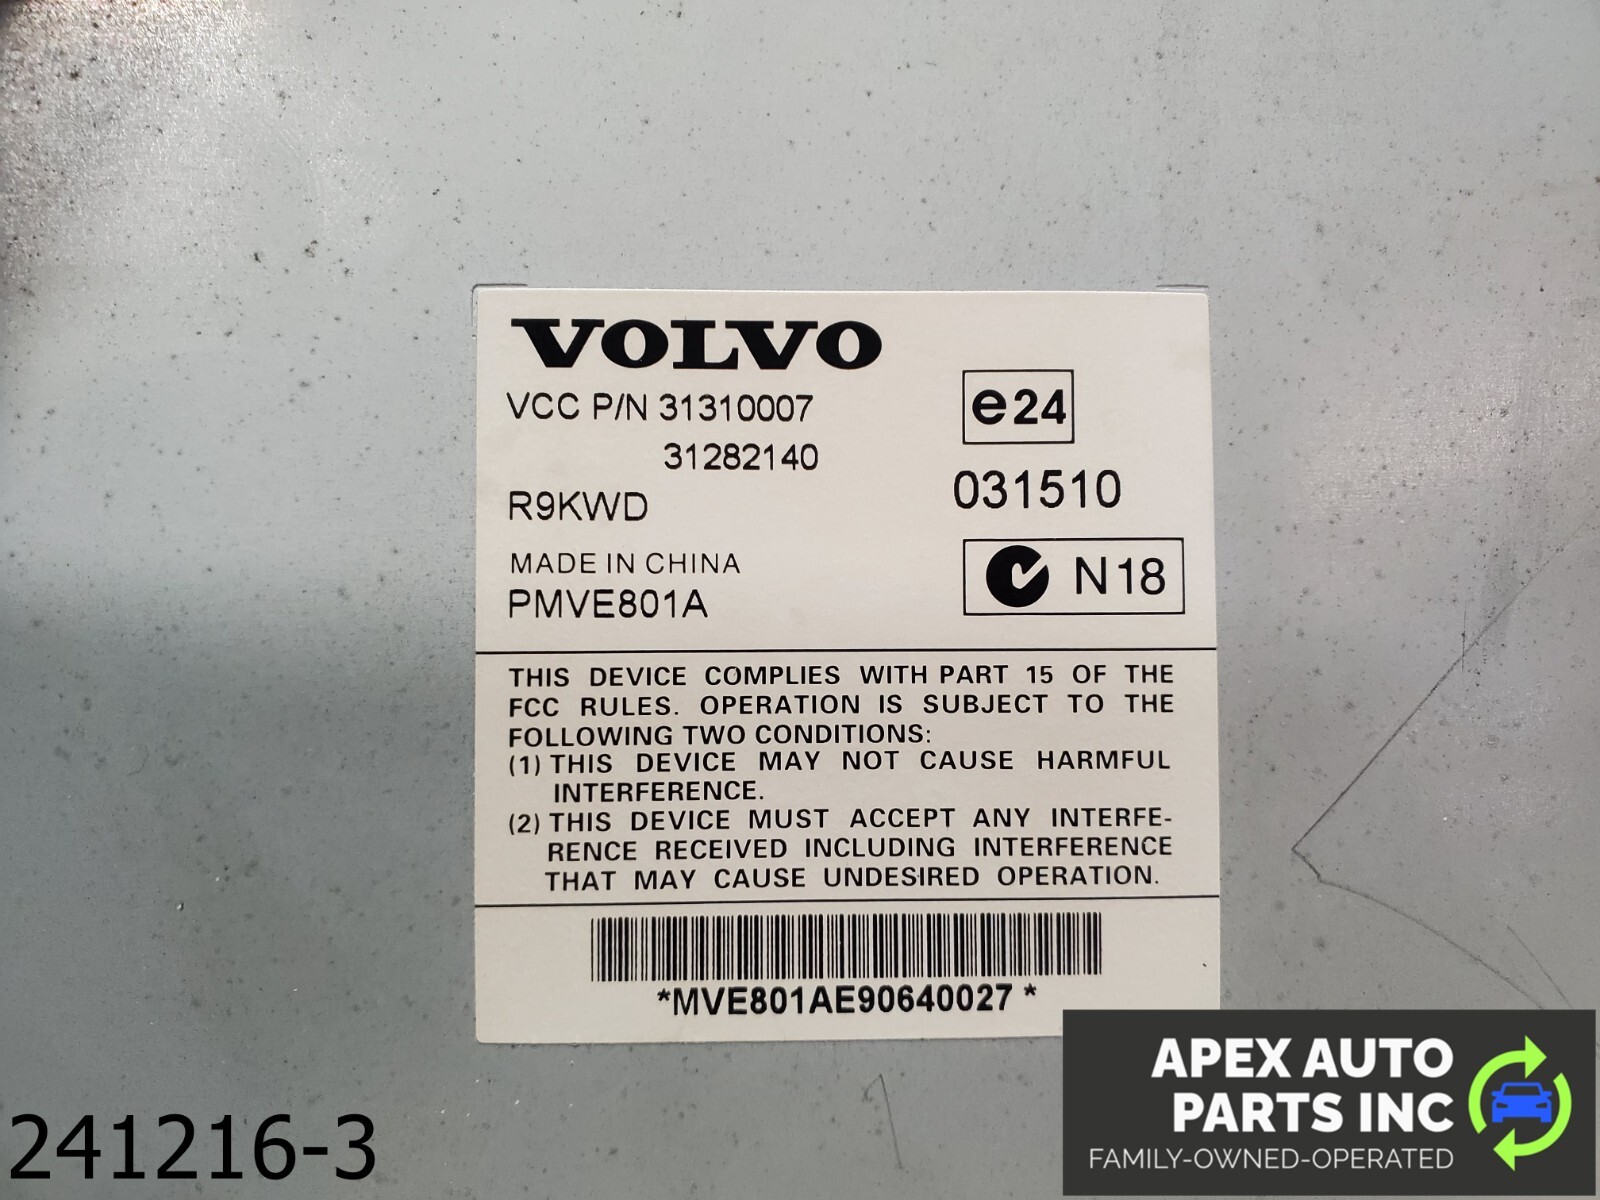 VOLVO
VCC P/N 31310007
31282140
R9KWD
MADE IN CHINA
PMVE801A
e24
031510
N18
THIS DEVICE COMPLIES WITH PART 15 OF THE
FCC RULES. OPERATION IS SUBJECT TO THE
FOLLOWING TWO CONDITIONS:
(1) THIS DEVICE MAY NOT CAUSE HARMFUL
INTERFERENCE.
(2) THIS DEVICE MUST ACCEPT ANY INTERFE-
RENCE RECEIVED INCLUDING INTERFERENCE
THAT MAY CAUSE UNDESIRED OPERATION.
*MVE801AE90640027*
241216-3
APEX AUTO
PARTS INC
FAMILY-OWNED-OPERATED